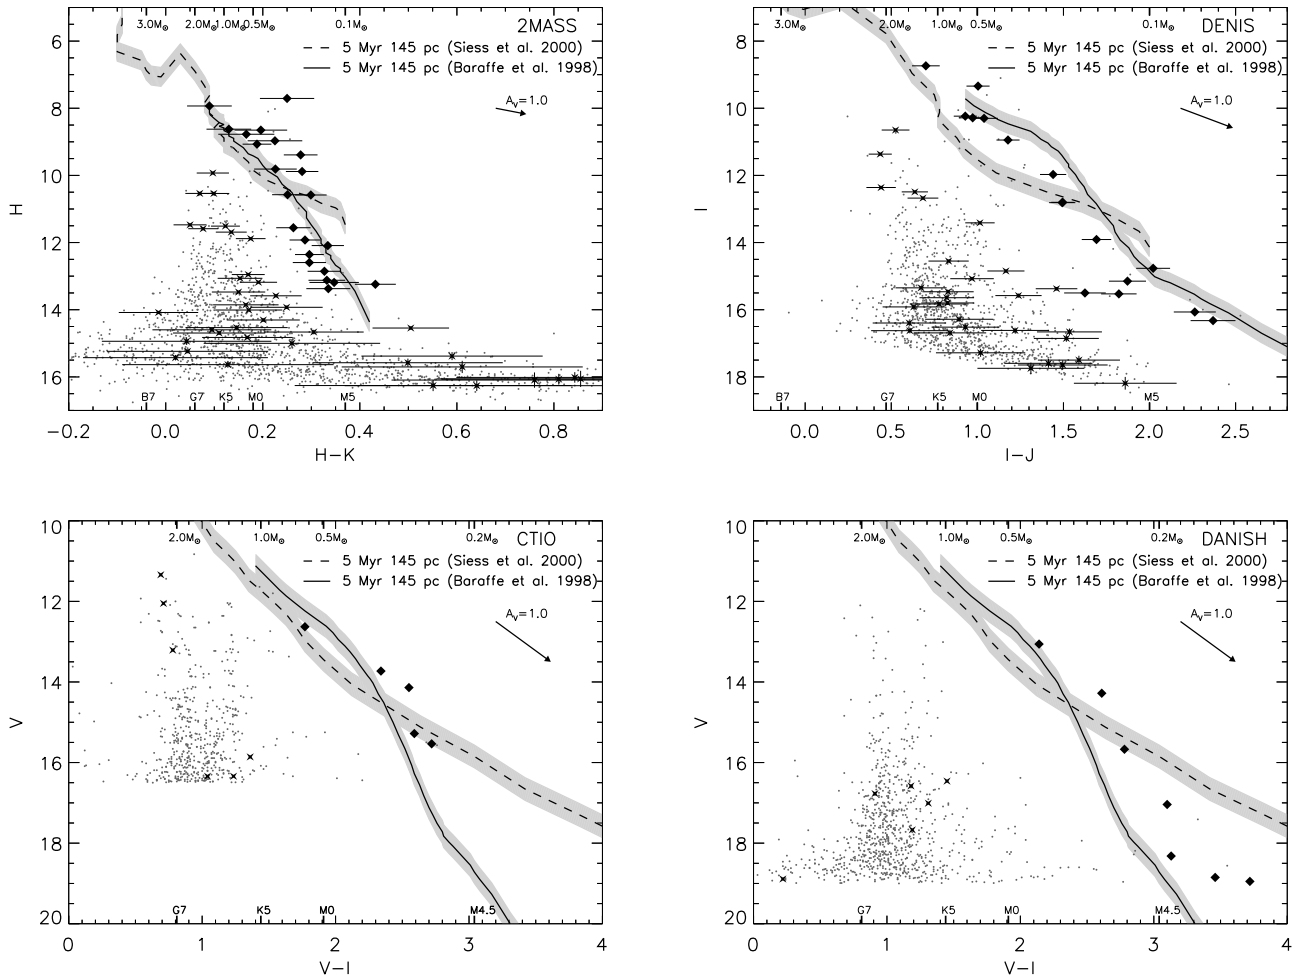 3.0M⊙ 2.0M⊙ 1.0M⊙ 0.5M⊙ 0.1M⊙ 2MASS
5 Myr 145 pc (Siess et al. 2000)
5 Myr 145 pc (Baraffe et al. 1998)
A_V=1.0
6
8
10
12
14
16
H
B7 G7 K5 M0 M5
−0.2 0.0 0.2 0.4 0.6 0.8
H−K
3.0M⊙ 2.0M⊙ 1.0M⊙ 0.5M⊙ 0.1M⊙ DENIS
5 Myr 145 pc (Siess et al. 2000)
5 Myr 145 pc (Baraffe et al. 1998)
A_V=1.0
8
10
12
14
16
18
I
B7 G7 K5 M0 M5
0.0 0.5 1.0 1.5 2.0 2.5
I−J
2.0M⊙ 1.0M⊙ 0.5M⊙ 0.2M⊙
CTIO
5 Myr 145 pc (Siess et al. 2000)
5 Myr 145 pc (Baraffe et al. 1998)
A_V=1.0
10
12
14
16
18
20
V
G7 K5 M0 M4.5
0 1 2 3 4
V−I
2.0M⊙ 1.0M⊙ 0.5M⊙ 0.2M⊙
DANISH
5 Myr 145 pc (Siess et al. 2000)
5 Myr 145 pc (Baraffe et al. 1998)
A_V=1.0
10
12
14
16
18
20
V
G7 K5 M0 M4.5
0 1 2 3 4
V−I